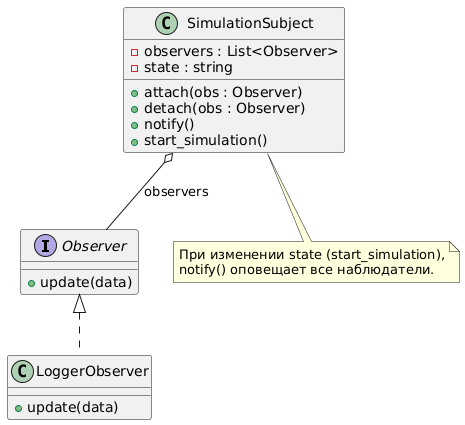 C SimulationSubject
observers : List<Observer>
state : string
attach(obs : Observer)
detach(obs : Observer)
notify()
start_simulation()
observers
I Observer
update(data)
При изменении state (start_simulation),
notify() оповещает все наблюдатели.
C LoggerObserver
update(data)